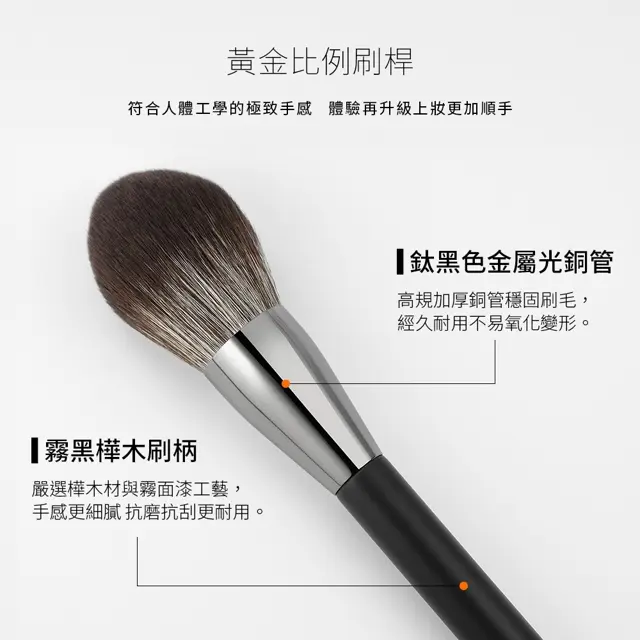 黃金比例刷桿
符合人體工學的極致手感 體驗再升級上妝更加順手
鈦黑色金屬光銅管
高規加厚銅管穩固刷毛，
經久耐用不易氧化變形。
霧黑樺木刷柄
嚴選樺木材與霧面漆工藝，
手感更細膩 抗磨抗刮更耐用。